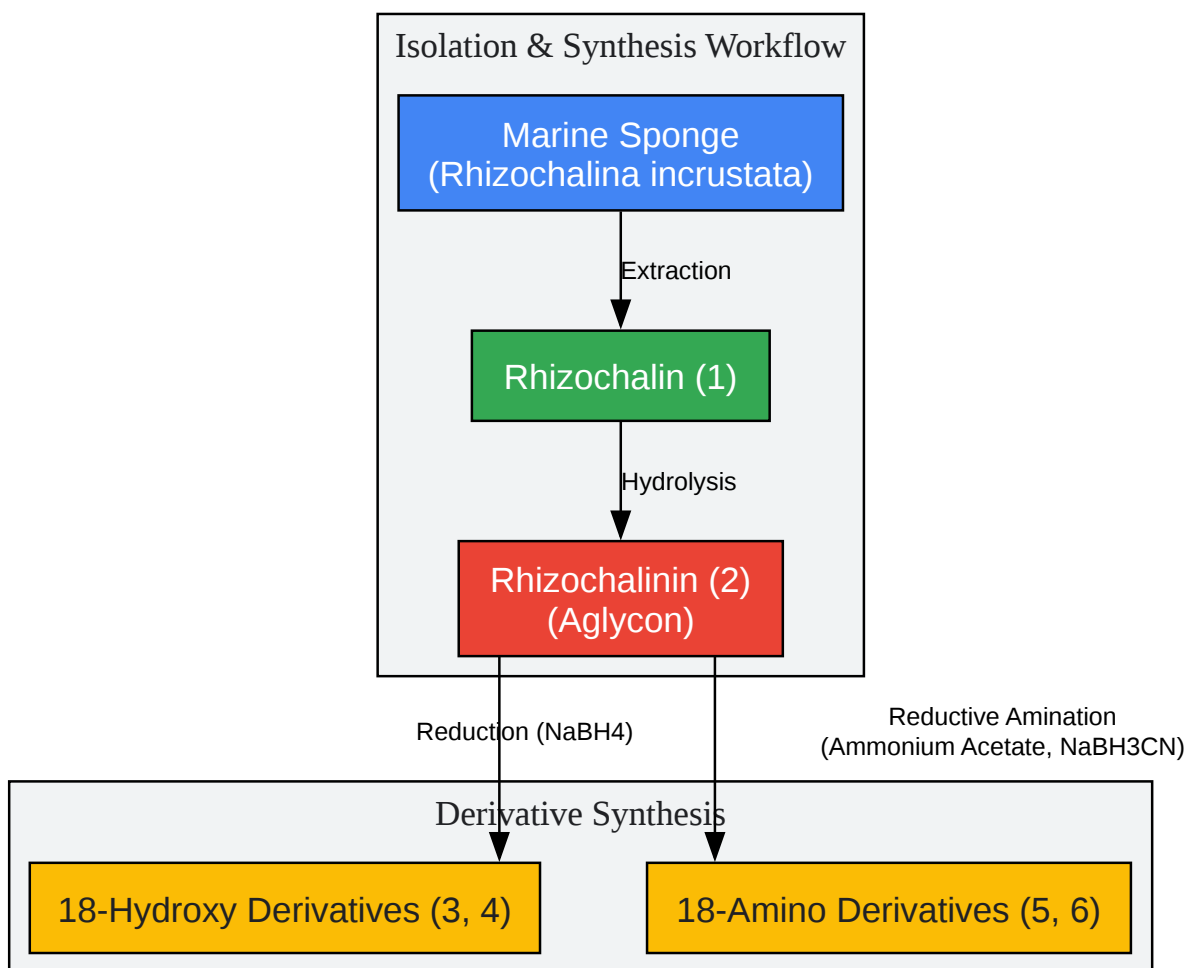 Isolation & Synthesis Workflow
Marine Sponge
(Rhizochalina incrustata)
Extraction
Rhizochalin (1)
Hydrolysis
Rhizochalinin (2)
(Aglycon)
Reduction (NaBH4)
Reductive Amination
(Ammonium Acetate, NaBH3CN)
Derivative Synthesis
18-Hydroxy Derivatives (3, 4)
18-Amino Derivatives (5, 6)